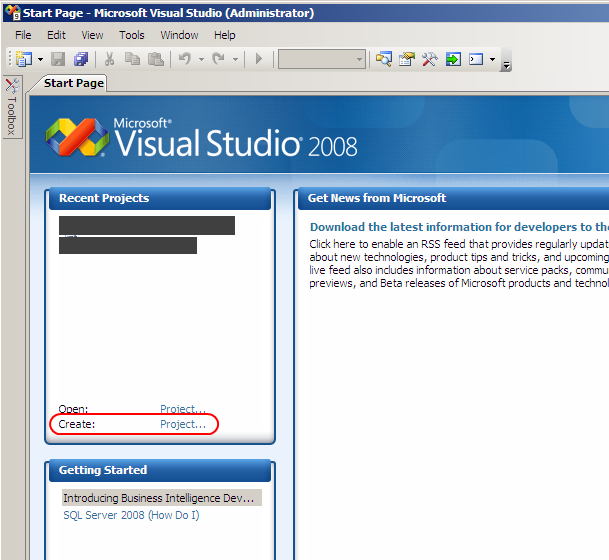 Start Page - Microsoft Visual Studio (Administrator)
File Edit View Tools Window Help
Toolbox
Start Page
Microsoft®
Visual Studio® 2008
Recent Projects
Open: Project...
Create: Project...
Getting Started
Introducing Business Intelligence Dev...
SQL Server 2008 (How Do I)
Get News from Microsoft
Download the latest information for developers to the
Click here to enable an RSS feed that provides regularly updat
about new technologies, product tips and tricks, and upcoming
live feed also includes information about service packs, commu
previews, and Beta releases of Microsoft products and technol